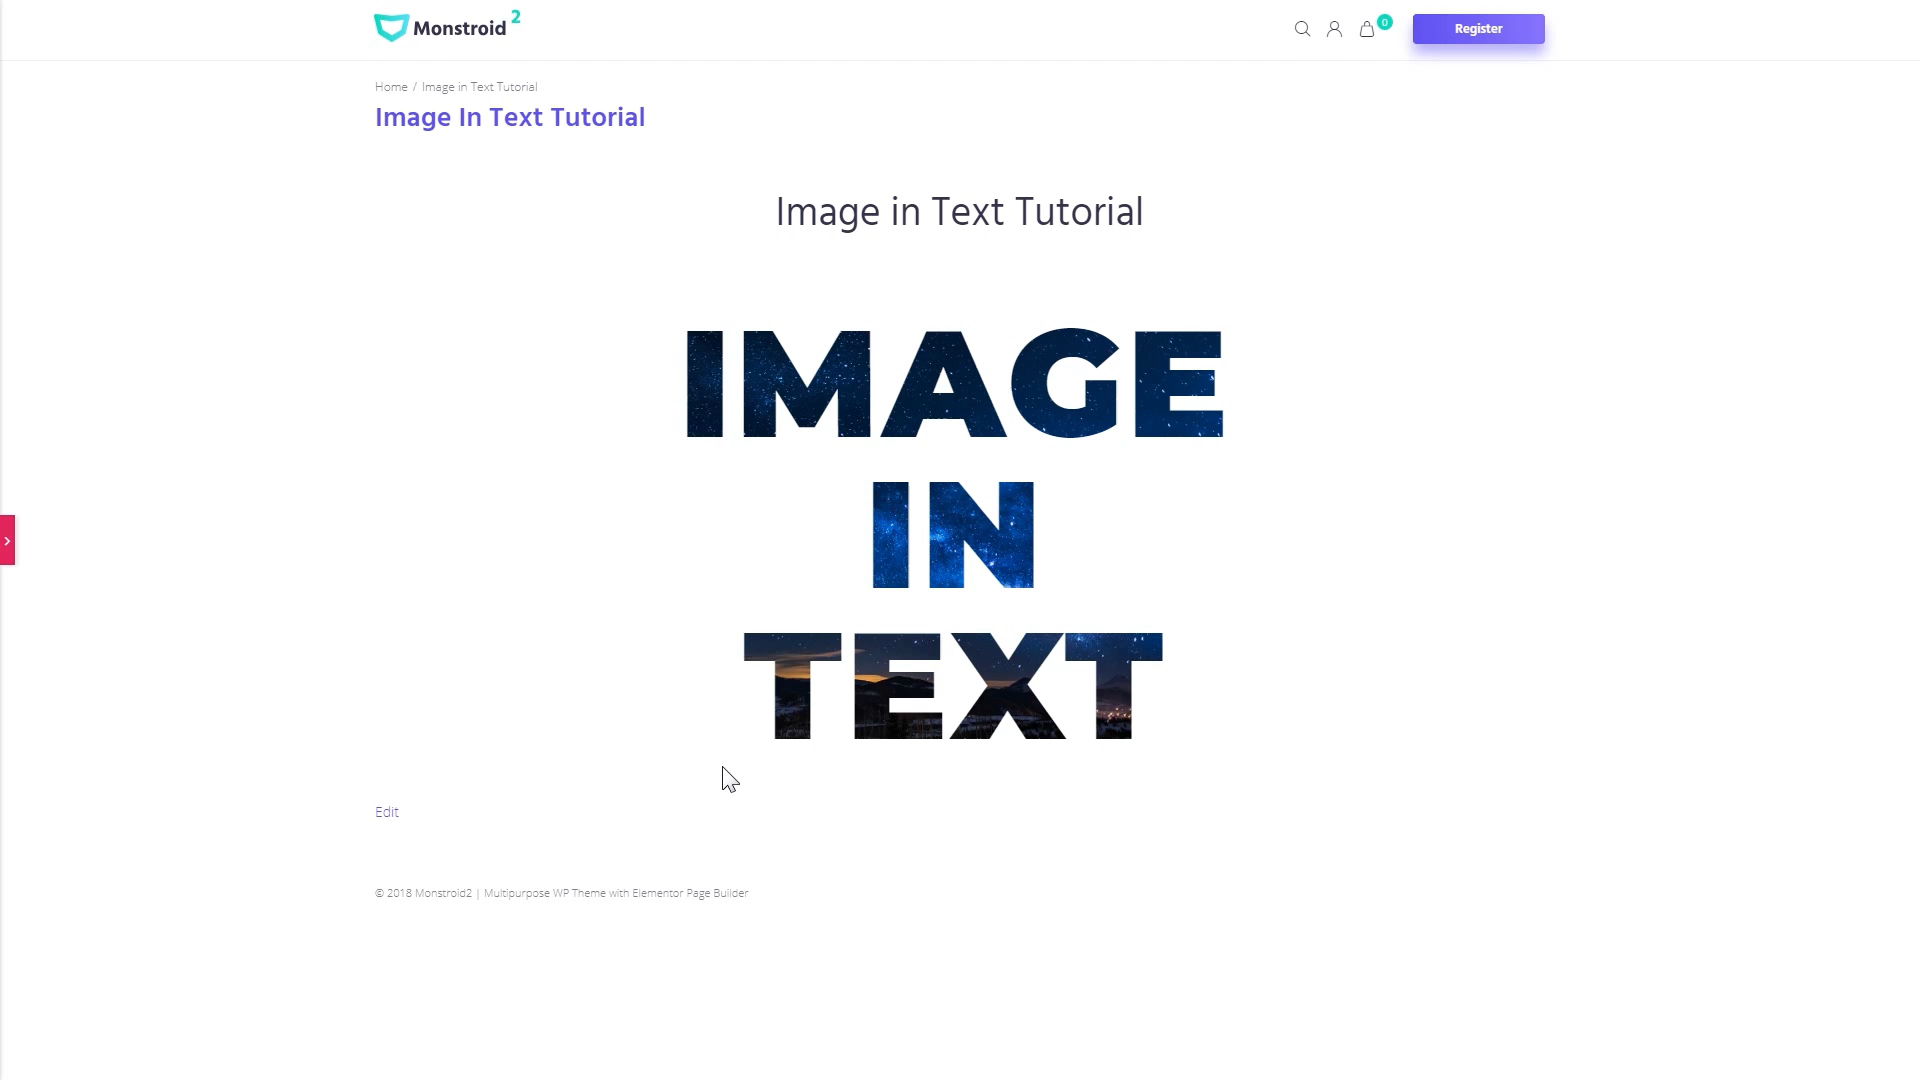 Monstroid 2
0
Register
Home / Image in Text Tutorial
Image In Text Tutorial
Image in Text Tutorial
IMAGE
IN
TEXT
Edit
© 2018 Monstroid2 | Multipurpose WP Theme with Elementor Page Builder